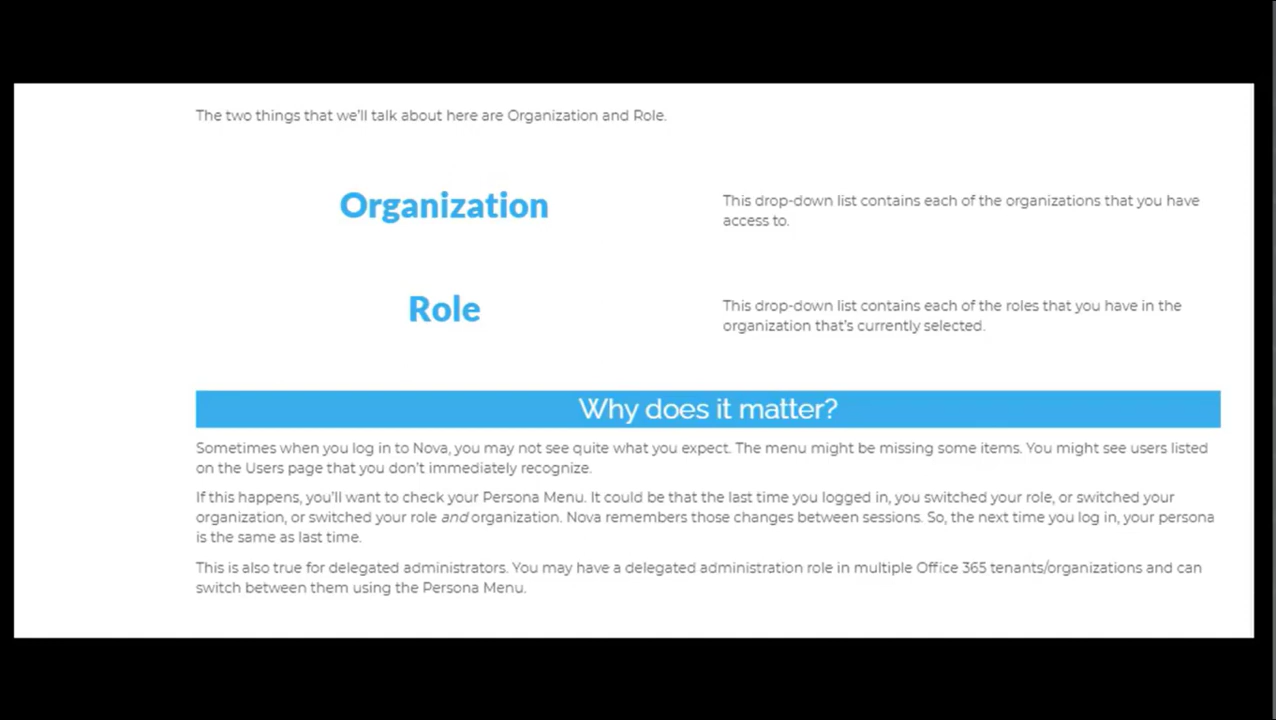 The two things that we'll talk about here are Organization and Role.
Organization
This drop-down list contains each of the organizations that you have
access to.
Role
This drop-down list contains each of the roles that you have in the
organization that's currently selected.
Why does it matter?
Sometimes when you log in to Nova, you may not see quite what you expect. The menu might be missing some items. You might see users listed
on the Users page that you don't immediately recognize.
If this happens, you'll want to check your Persona Menu. It could be that the last time you logged in, you switched your role, or switched your
organization, or switched your role and organization. Nova remembers those changes between sessions. So, the next time you log in, your persona
is the same as last time.
This is also true for delegated administrators. You may have a delegated administration role in multiple Office 365 tenants/organizations and can
switch between them using the Persona Menu.